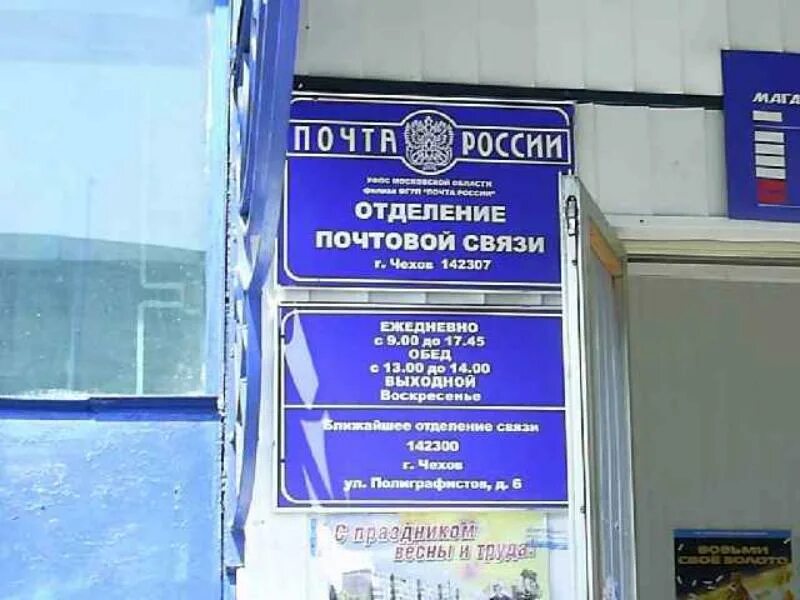 ПОЧТА РОССИИ
УФПС МОСКОВСКОЙ ОБЛАСТИ
филиал ФГУП "ПОЧТА РОССИИ"
ОТДЕЛЕНИЕ
ПОЧТОВОЙ СВЯЗИ
г. Чехов 142307
ЕЖЕДНЕВНО
с 9.00 до 17.45
ОБЕД
с 13.00 до 14.00
ВЫХОДНОЙ
Воскресенье
Ближайшее отделение связи
142300
г. Чехов
ул. Полиграфистов, д. 6
С праздником
весны и труда!
МАГА
ВОЗЬМИ
СВОЁ ЗОЛОТО